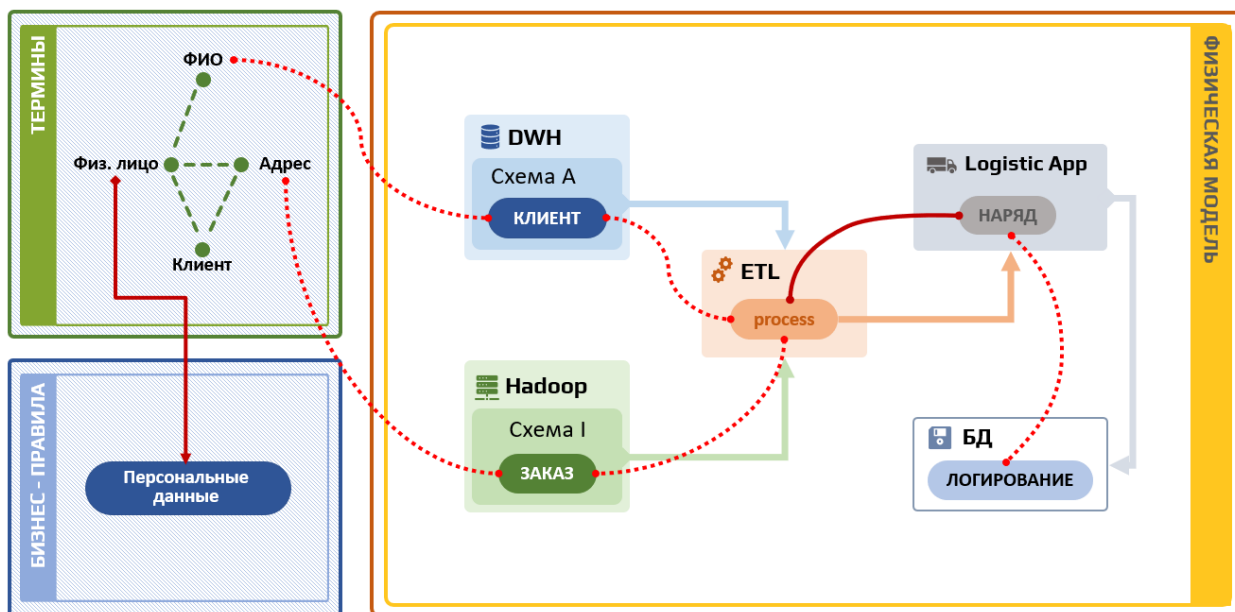 ТЕРМИНЫ
ФИО
Физ. лицо
Адрес
Клиент
БИЗНЕС - ПРАВИЛА
Персональные
данные
ФИЗИЧЕСКАЯ МОДЕЛЬ
DWH
Схема А
КЛИЕНТ
ETL
process
Logistic App
НАРЯД
Hadoop
Схема I
ЗАКАЗ
БД
ЛОГИРОВАНИЕ